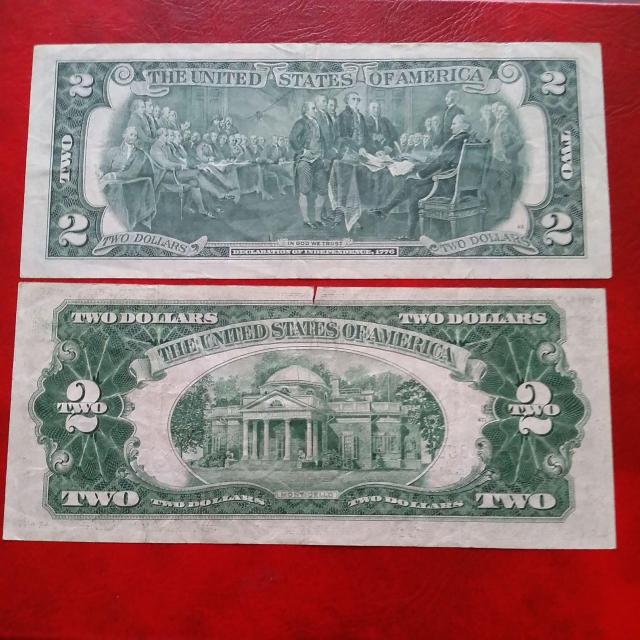 2 THE UNITED STATES OF AMERICA 2
TWO TWO
2 2
TWO DOLLARS IN GOD WE TRUST TWO DOLLARS
DECLARATION OF INDEPENDENCE, 1776
TWO DOLLARS TWO DOLLARS
THE UNITED STATES OF AMERICA
2 2
TWO TWO
MONTICELLO
TWO TWO DOLLARS TWO DOLLARS TWO